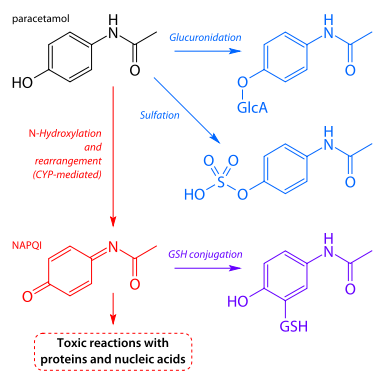 paracetamol
H
N
O
HO
Glucuronidation
H
N
O
O
GlcA
Sulfation
O O
S
HO O
H
N
O
N-Hydroxylation
and
rearrangement
(CYP-mediated)
NAPQI
N
O
O
GSH conjugation
H
N
O
HO
GSH
Toxic reactions with
proteins and nucleic acids